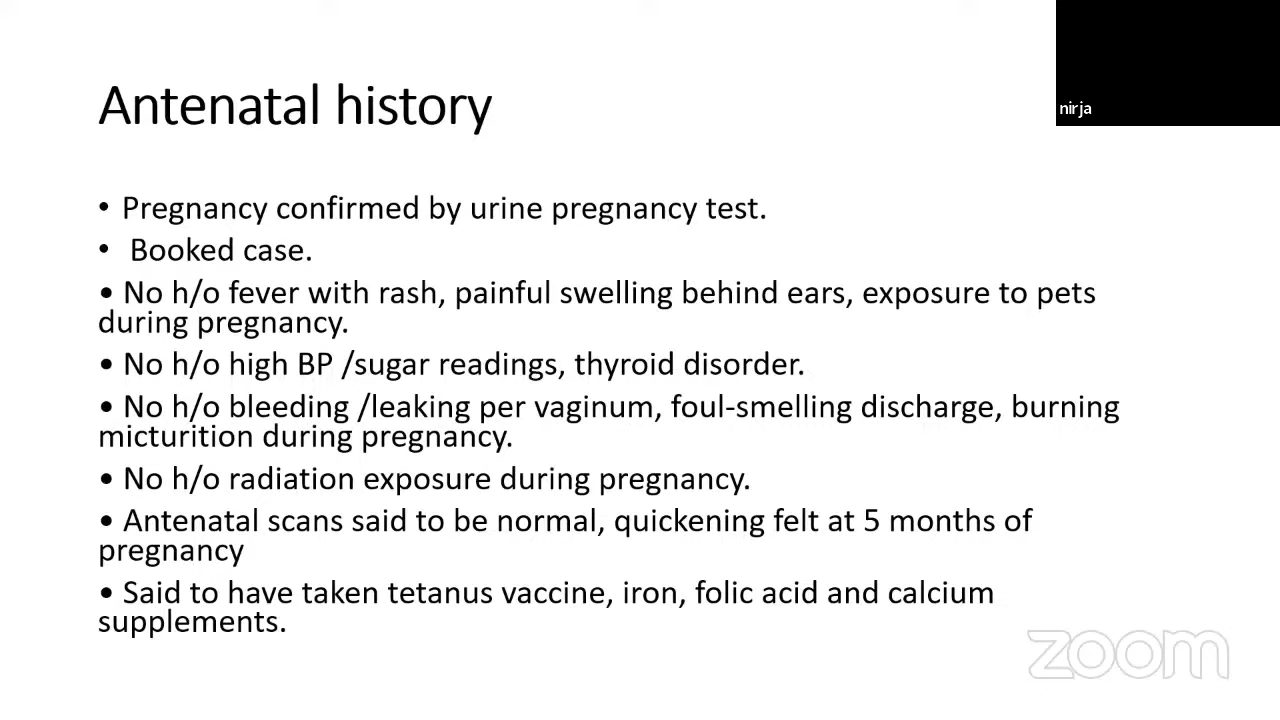 Antenatal history
nirja
• Pregnancy confirmed by urine pregnancy test.
• Booked case.
• No h/o fever with rash, painful swelling behind ears, exposure to pets
during pregnancy.
• No h/o high BP /sugar readings, thyroid disorder.
• No h/o bleeding /leaking per vaginum, foul-smelling discharge, burning
micturition during pregnancy.
• No h/o radiation exposure during pregnancy.
• Antenatal scans said to be normal, quickening felt at 5 months of
pregnancy
• Said to have taken tetanus vaccine, iron, folic acid and calcium
supplements.
zoom